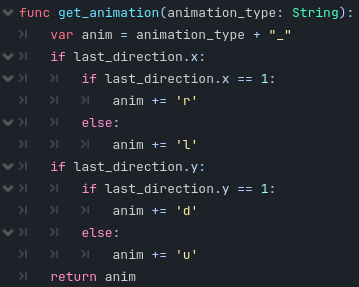 func get_animation(animation_type: String):
var anim = animation_type + "_"
if last_direction.x:
if last_direction.x == 1:
anim += 'r'
else:
anim += 'l'
if last_direction.y:
if last_direction.y == 1:
anim += 'd'
else:
anim += 'u'
return anim